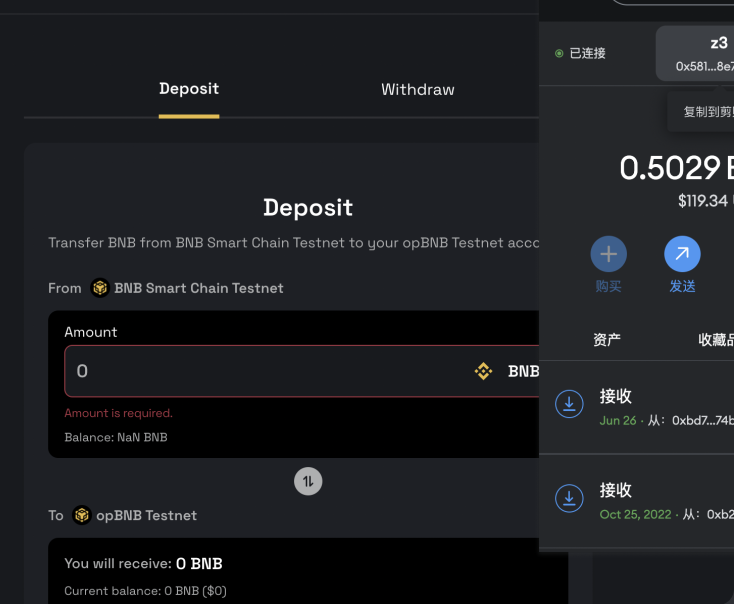 Deposit
Withdraw
Deposit
Transfer BNB from BNB Smart Chain Testnet to your opBNB Testnet acco
From BNB Smart Chain Testnet
Amount
0
BNB
Amount is required.
Balance: NaN BNB
To opBNB Testnet
You will receive: 0 BNB
Current balance: 0 BNB ($0)
已连接
z3
0x581...8e7
复制到剪
0.5029
$119.34
购买
发送
资产
收藏品
接收
Jun 26 · 从: 0xbd7...74b
接收
Oct 25, 2022 · 从: 0xb2